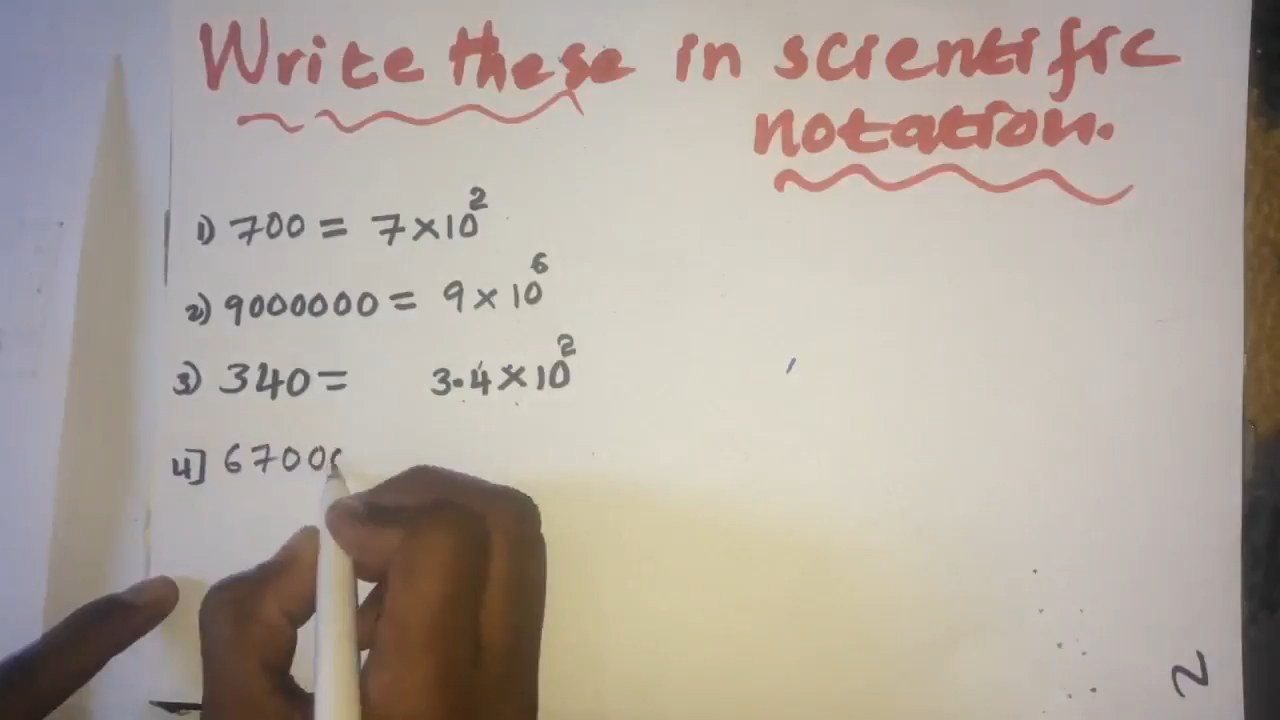 Write these in scientific
notation.
1) 700 = 7×10²
2) 9000000 = 9×10⁶
3) 340 = 3.4×10²
4] 6700
2